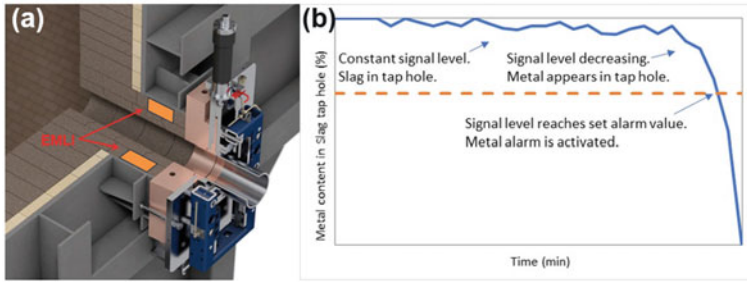 (a)
EMLI
(b)
Metal content in Slag tap hole (%)
Constant signal level.
Slag in tap hole.
Signal level decreasing.
Metal appears in tap hole.
Signal level reaches set alarm value.
Metal alarm is activated.
Time (min)